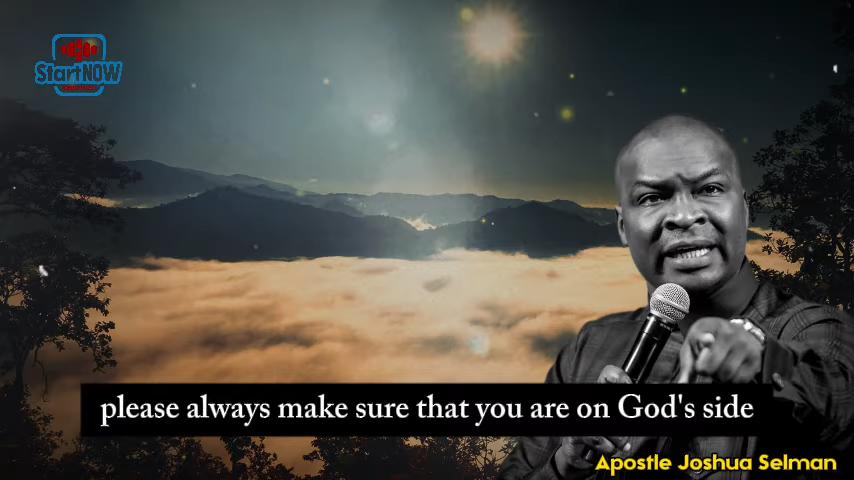 StartNOW
please always make sure that you are on God's side
Apostle Joshua Selman